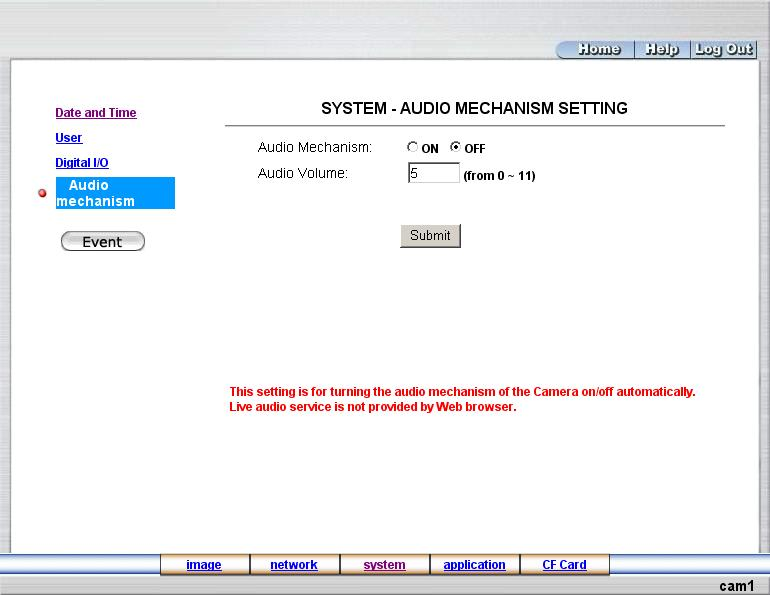 Home Help Log Out
Date and Time
User
Digital I/O
Audio
mechanism
Event
SYSTEM - AUDIO MECHANISM SETTING
Audio Mechanism: ON OFF
Audio Volume: 5 (from 0 ~ 11)
Submit
This setting is for turning the audio mechanism of the Camera on/off automatically.
Live audio service is not provided by Web browser.
image network system application CF Card
cam1